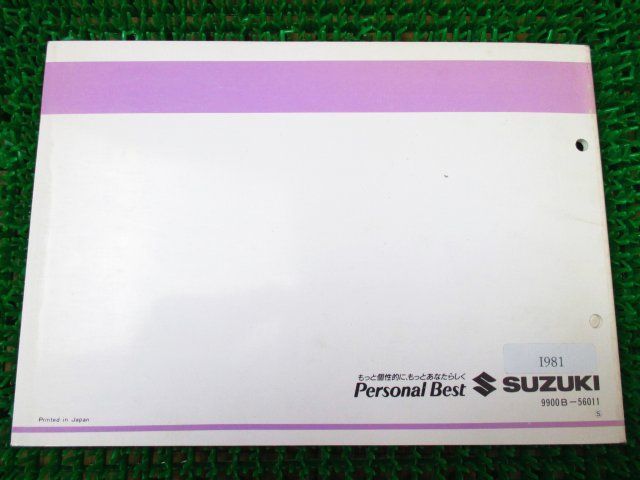 I981
もっと個性的に、もっとあなたらしく
Personal Best
SUZUKI
9900B-56011
S
Printed in Japan